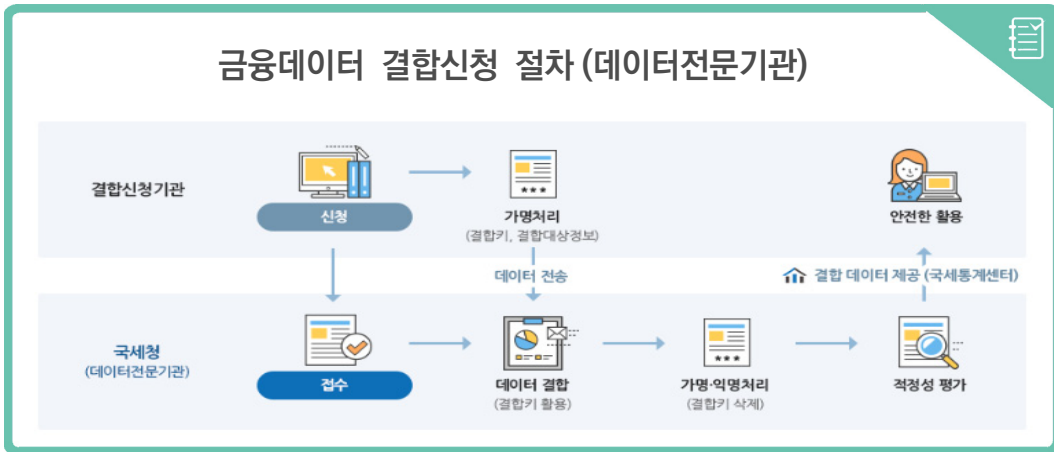 금융데이터 결합신청 절차 (데이터전문기관)
결합신청기관
신청
가명처리
(결합키, 결합대상정보)
안전한 활용
데이터 전송
결합 데이터 제공 (국세통계센터)
국세청
(데이터전문기관)
접수
데이터 결합
(결합키 활용)
가명·익명처리
(결합키 삭제)
적정성 평가